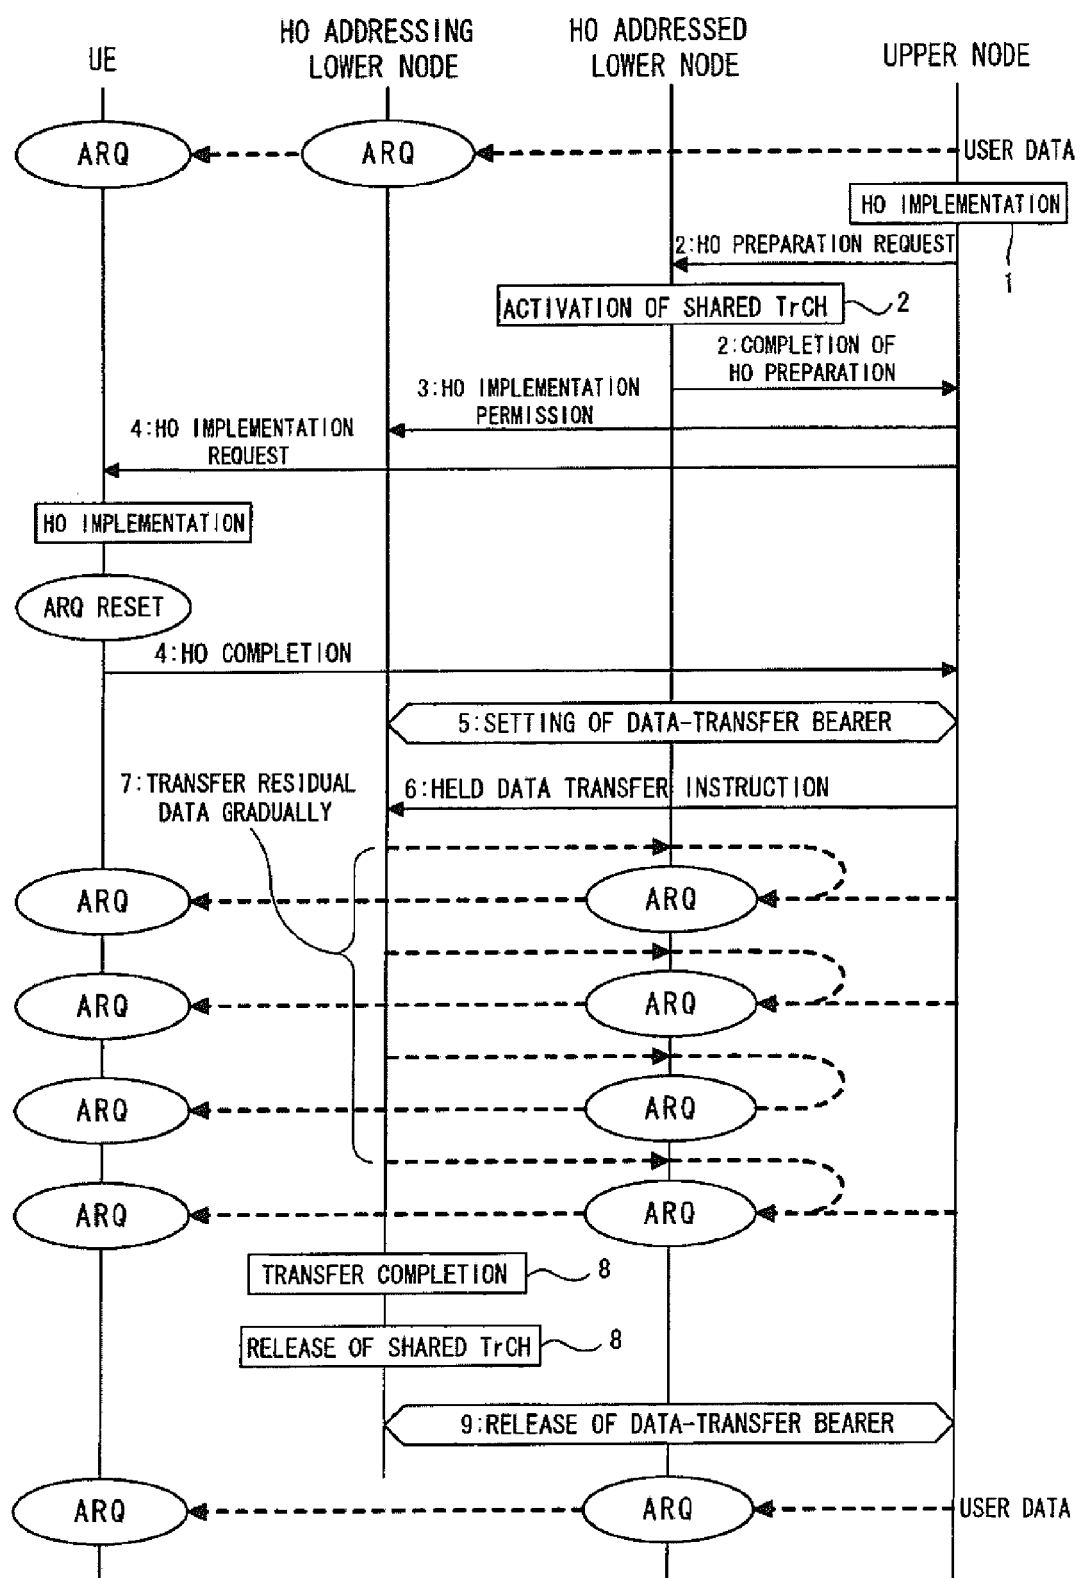 UE
HO ADDRESSING
LOWER NODE
HO ADDRESSED
LOWER NODE
UPPER NODE
ARQ
ARQ
USER DATA
HO IMPLEMENTATION
1
2:HO PREPARATION REQUEST
ACTIVATION OF SHARED TrCH
2
2:COMPLETION OF
HO PREPARATION
3:HO IMPLEMENTATION
PERMISSION
4:HO IMPLEMENTATION
REQUEST
HO IMPLEMENTATION
ARQ RESET
4:HO COMPLETION
5:SETTING OF DATA-TRANSFER BEARER
7:TRANSFER RESIDUAL
DATA GRADUALLY
6:HELD DATA TRANSFER INSTRUCTION
ARQ
ARQ
ARQ
ARQ
ARQ
ARQ
ARQ
ARQ
TRANSFER COMPLETION
8
RELEASE OF SHARED TrCH
8
9:RELEASE OF DATA-TRANSFER BEARER
ARQ
ARQ
USER DATA